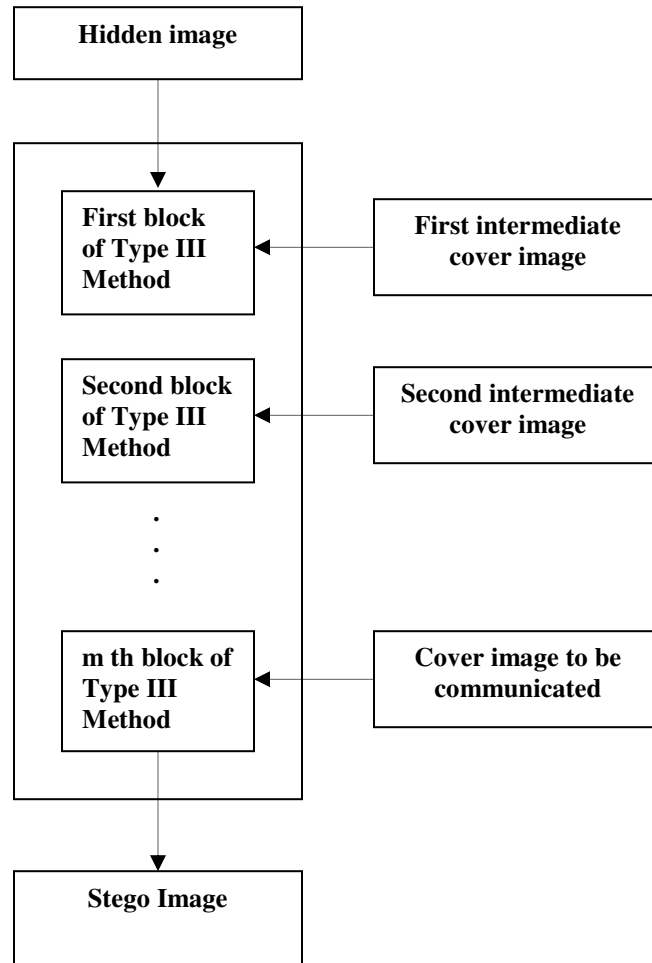 Hidden image
First block
of Type III
Method
First intermediate
cover image
Second block
of Type III
Method
Second intermediate
cover image
.
.
.
m th block of
Type III
Method
Cover image to be
communicated
Stego Image